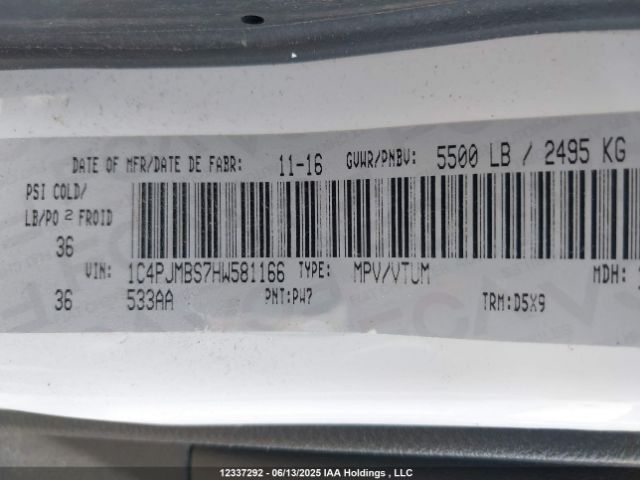 DATE OF MFR/DATE DE FABR: 11-16 GVWR/PNBV: 5500 LB / 2495 KG
PSI COLD/
LB/PO 2 FROID
36
VIN: 1C4PJMBS7HW581166 TYPE: MPV/VTUM MDH:
36 533AA PNT:PW7 TRM:D5X9
12337292 - 06/13/2025 IAA Holdings , LLC